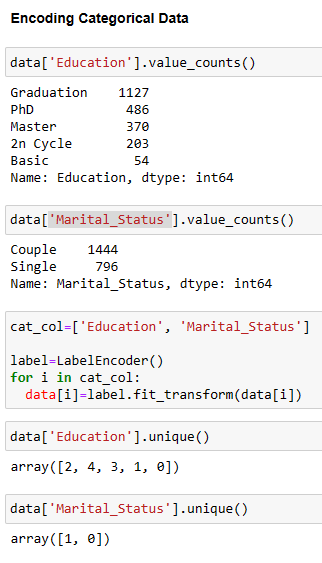 Encoding Categorical Data
data['Education'].value_counts()
Graduation    1127
PhD            486
Master         370
2n Cycle       203
Basic           54
Name: Education, dtype: int64
data['Marital_Status'].value_counts()
Couple    1444
Single     796
Name: Marital_Status, dtype: int64
cat_col=['Education', 'Marital_Status']
label=LabelEncoder()
for i in cat_col:
  data[i]=label.fit_transform(data[i])
data['Education'].unique()
array([2, 4, 3, 1, 0])
data['Marital_Status'].unique()
array([1, 0])